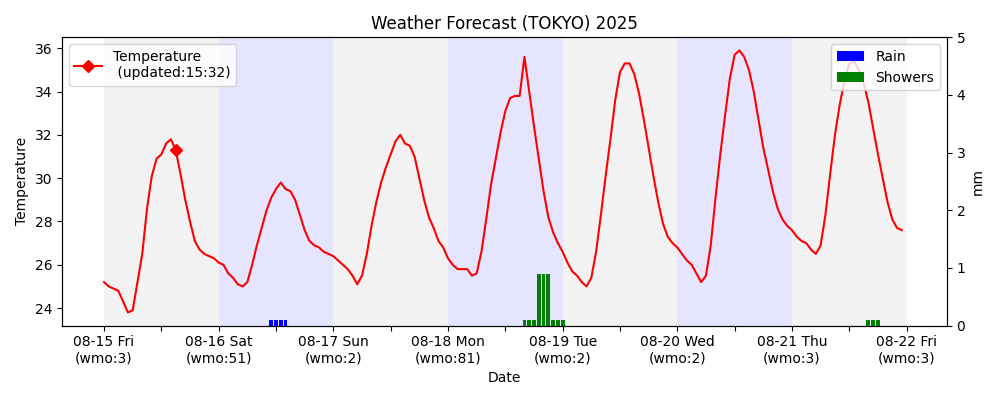 Weather Forecast (TOKYO) 2025
Temperature
(updated:15:32)
Rain
Showers
36
34
32
30
28
26
24
Temperature
5
4
3
2
1
0
mm
08-15 Fri
(wmo:3)
08-16 Sat
(wmo:51)
08-17 Sun
(wmo:2)
08-18 Mon
(wmo:81)
08-19 Tue
(wmo:2)
08-20 Wed
(wmo:2)
08-21 Thu
(wmo:3)
08-22 Fri
(wmo:3)
Date